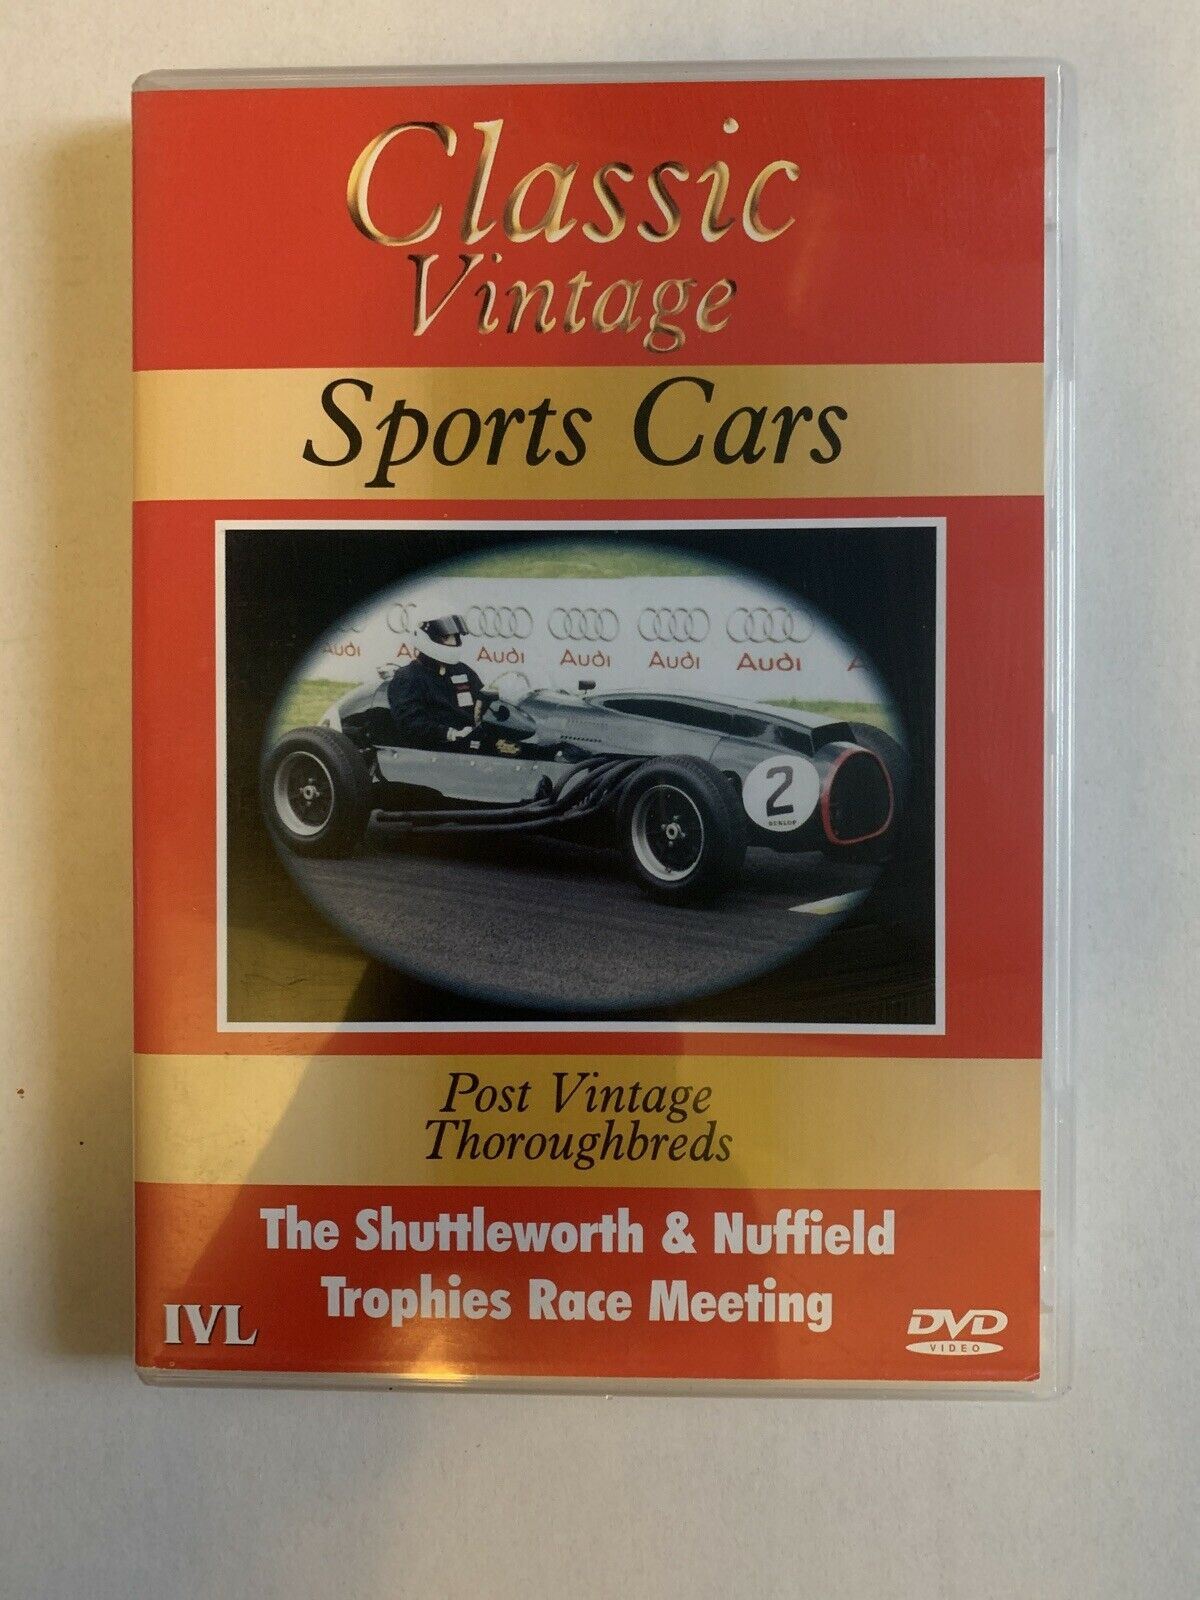 Classic
Vintage
Sports Cars
Audi Audi Audi Audi Audi
2
DUNLOP
Post Vintage
Thoroughbreds
The Shuttleworth & Nuffield
Trophies Race Meeting
IVL
DVD
VIDEO